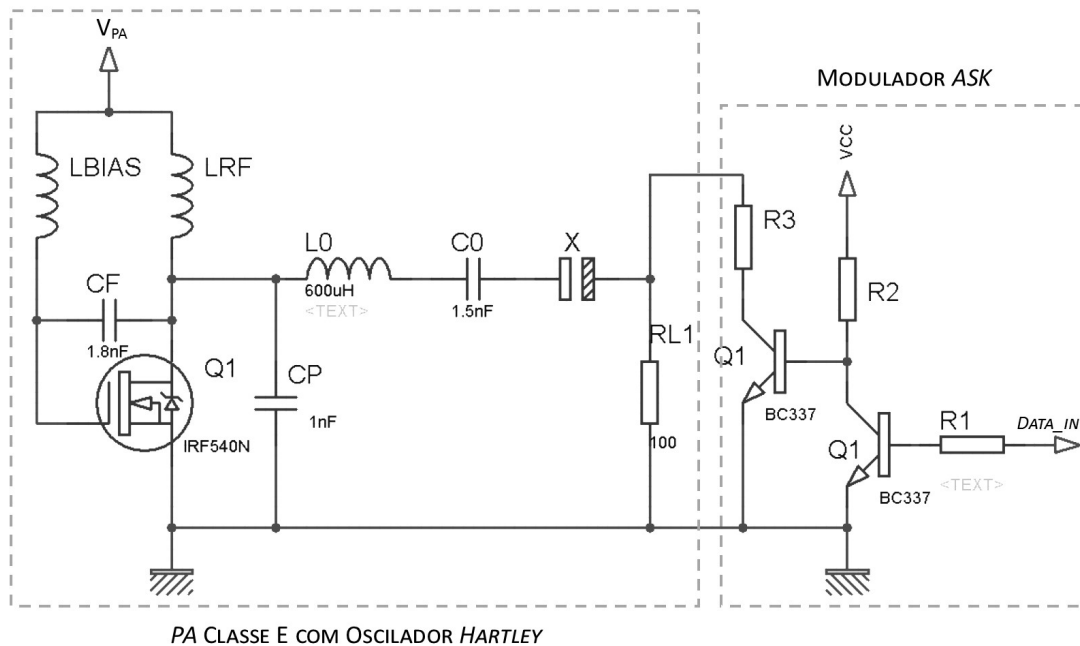 V_PA
MODULADOR ASK
LBIAS
LRF
VCC
L0
600uH
<TEXT>
C0
1.5nF
X
R3
R2
CF
1.8nF
Q1
IRF540N
CP
1nF
RL1
100
Q1
BC337
Q1
BC337
R1
<TEXT>
DATA_IN
PA CLASSE E COM OSCILADOR HARTLEY